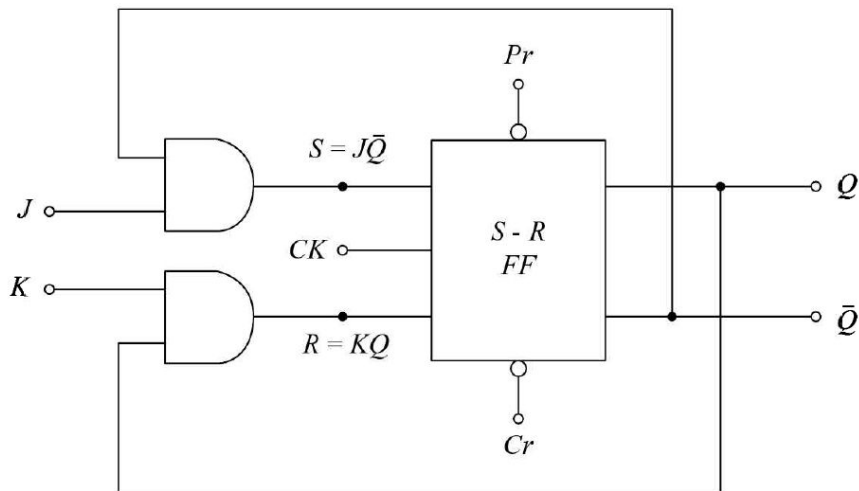 Pr
S = JQ̄
J
Q
S - R
FF
CK
K
Q̄
R = KQ
Cr